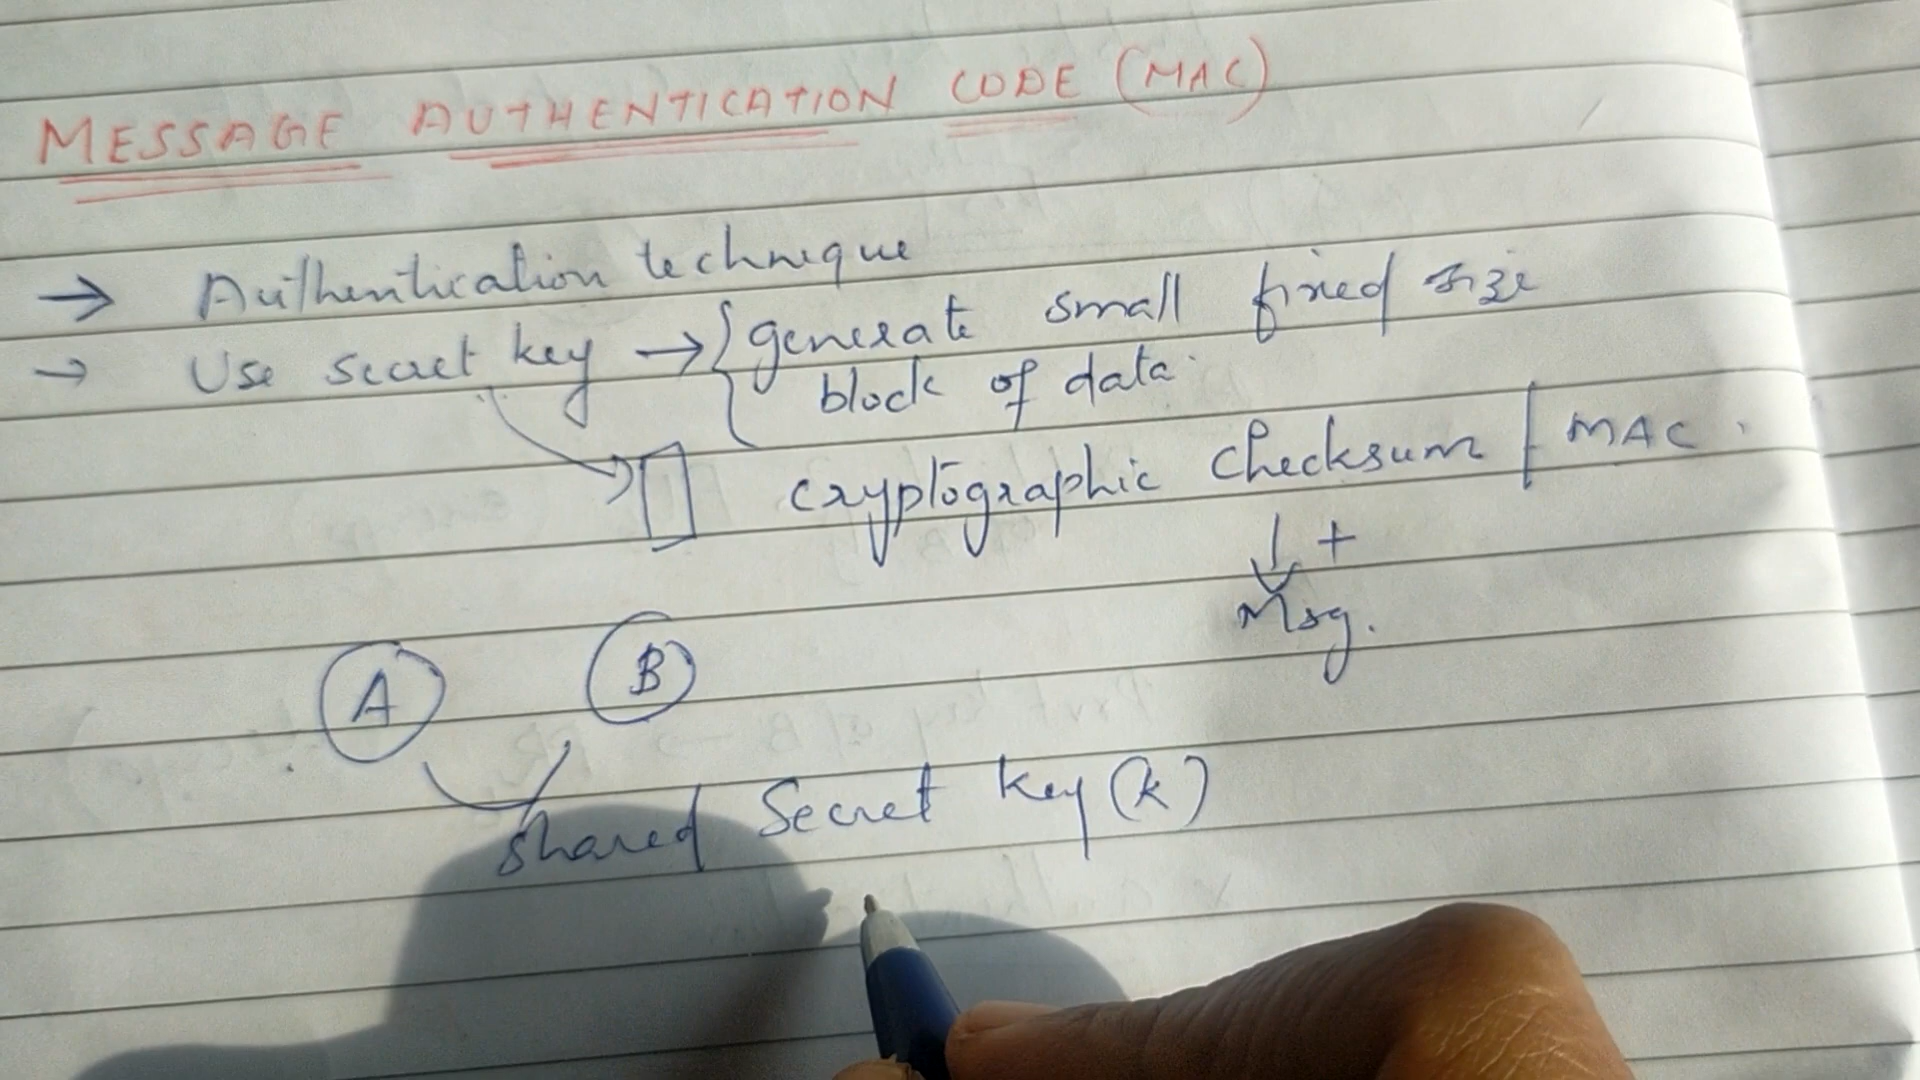 MESSAGE AUTHENTICATION CODE (MAC)
→ Authentication technique
→ Use secret key → { generate small fixed size
block of data.
cryptographic checksum / MAC.
↓ +
Msg.
A B
shared Secret key (k)